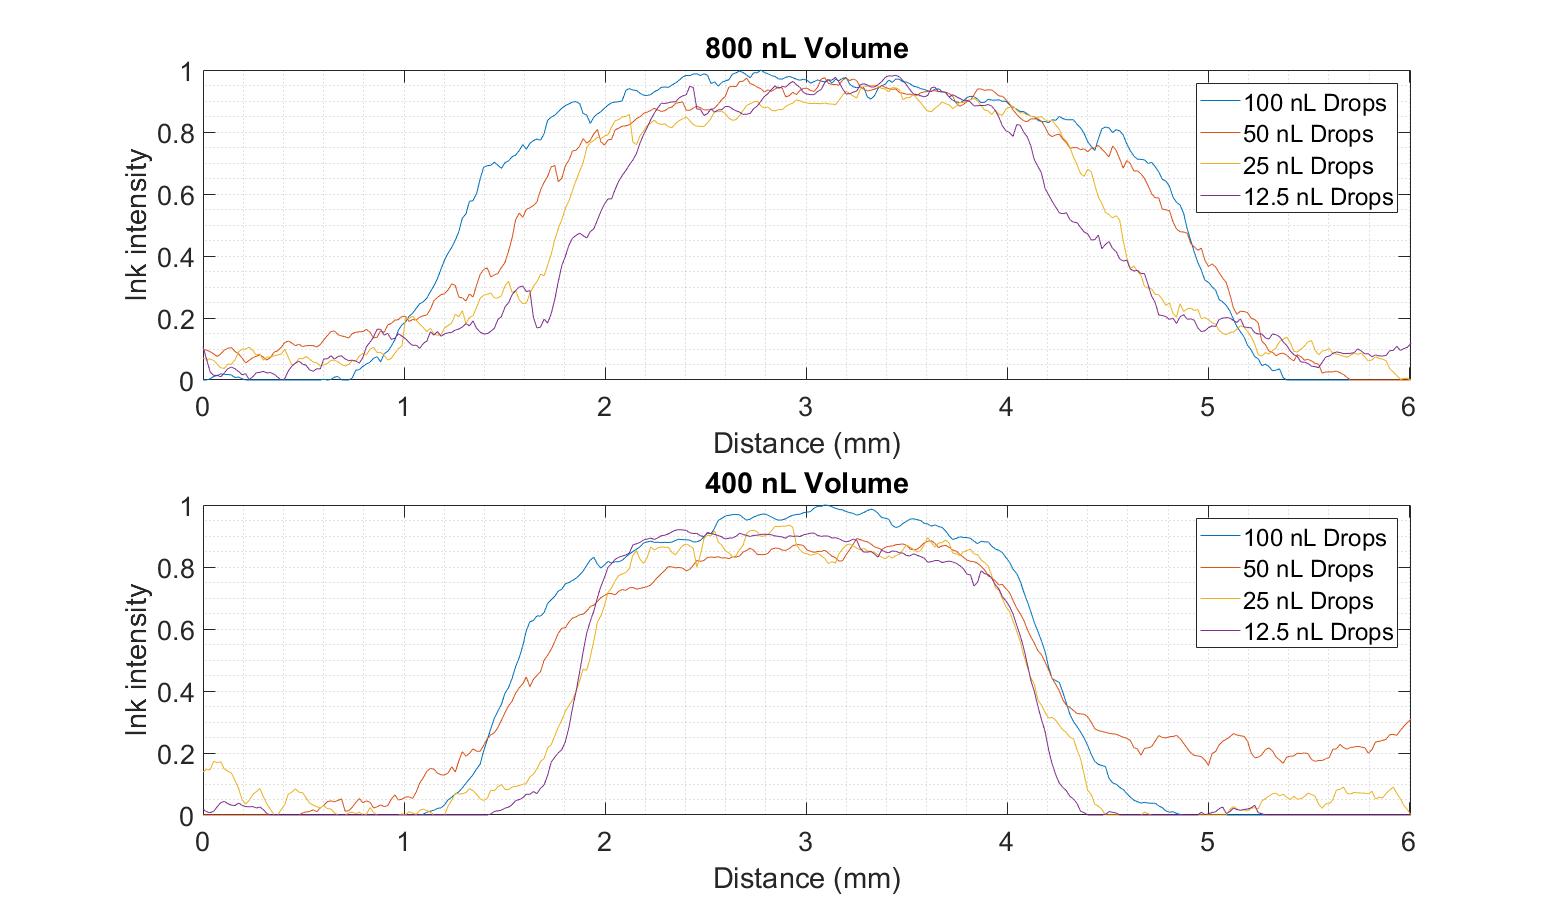 800 nL Volume
1
0.8
0.6
0.4
0.2
0
Ink intensity
100 nL Drops
50 nL Drops
25 nL Drops
12.5 nL Drops
0 1 2 3 4 5 6
Distance (mm)
400 nL Volume
1
0.8
0.6
0.4
0.2
0
Ink intensity
100 nL Drops
50 nL Drops
25 nL Drops
12.5 nL Drops
0 1 2 3 4 5 6
Distance (mm)